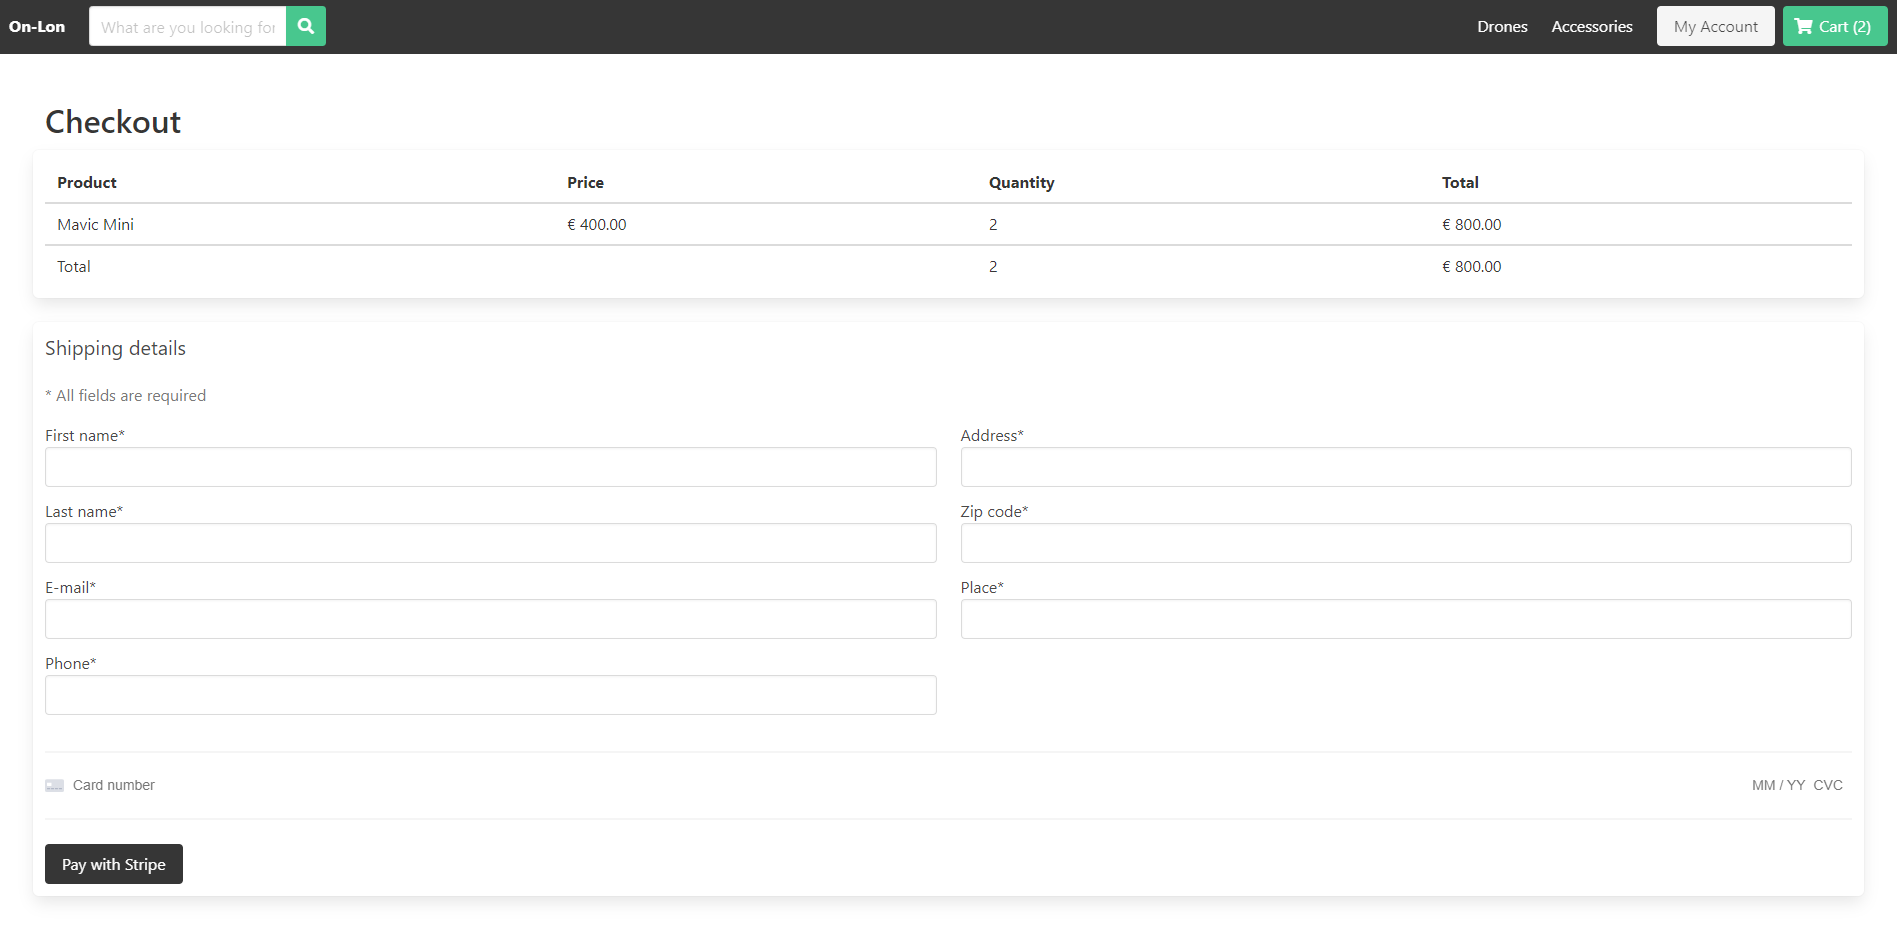 On-Lon What are you looking for Drones Accessories My Account Cart (2)
Checkout
Product Price Quantity Total
Mavic Mini € 400.00 2 € 800.00
Total 2 € 800.00
Shipping details
* All fields are required
First name* Address*
Last name* Zip code*
E-mail* Place*
Phone*
Card number MM / YY CVC
Pay with Stripe